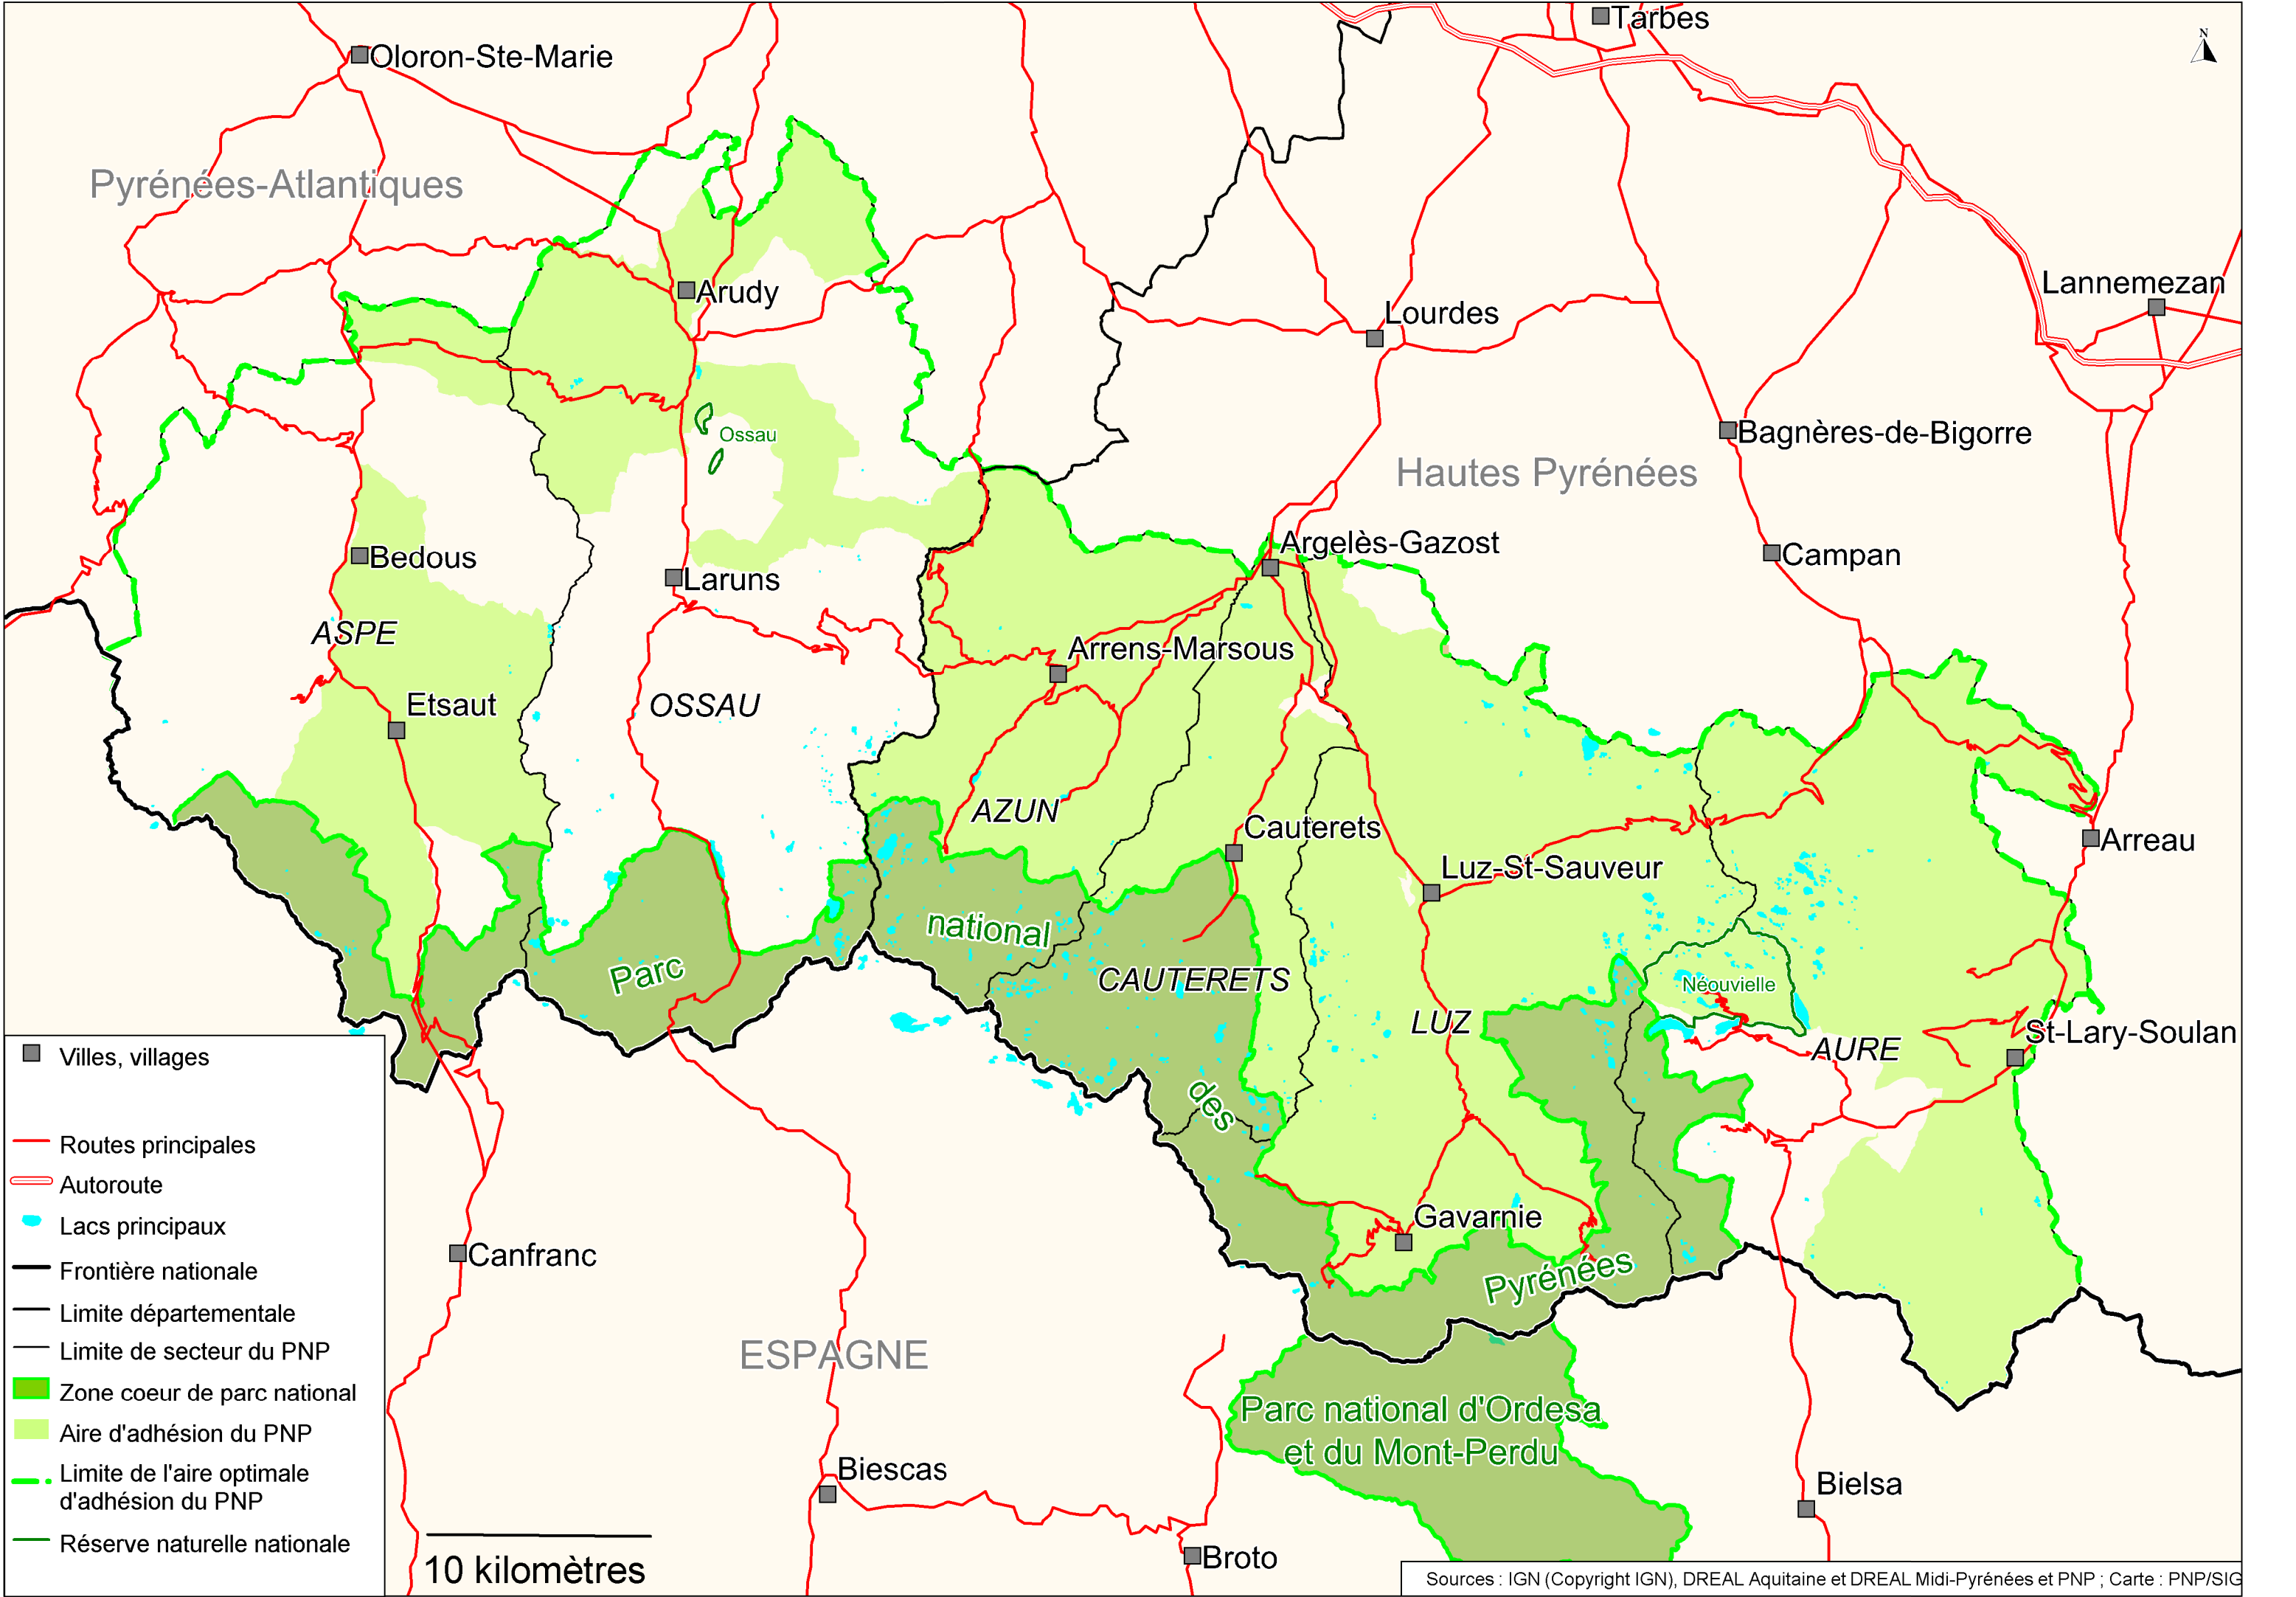 Tarbes
N
Oloron-Ste-Marie
Pyrénées-Atlantiques
Lannemezan
Arudy
Lourdes
Ossau
Bagnères-de-Bigorre
Hautes Pyrénées
Argelès-Gazost
Bedous
Campan
Laruns
ASPE
Arrens-Marsous
Etsaut
OSSAU
AZUN
Cauterets
Arreau
Luz-St-Sauveur
national
Parc
CAUTERETS
Néouvielle
LUZ
St-Lary-Soulan
AURE
des
Gavarnie
Pyrénées
Canfranc
ESPAGNE
Parc national d'Ordesa
et du Mont-Perdu
Biescas
Bielsa
Broto
Villes, villages
Routes principales
Autoroute
Lacs principaux
Frontière nationale
Limite départementale
Limite de secteur du PNP
Zone coeur de parc national
Aire d'adhésion du PNP
Limite de l'aire optimale
d'adhésion du PNP
Réserve naturelle nationale
10 kilomètres
Sources : IGN (Copyright IGN), DREAL Aquitaine et DREAL Midi-Pyrénées et PNP ; Carte : PNP/SIG